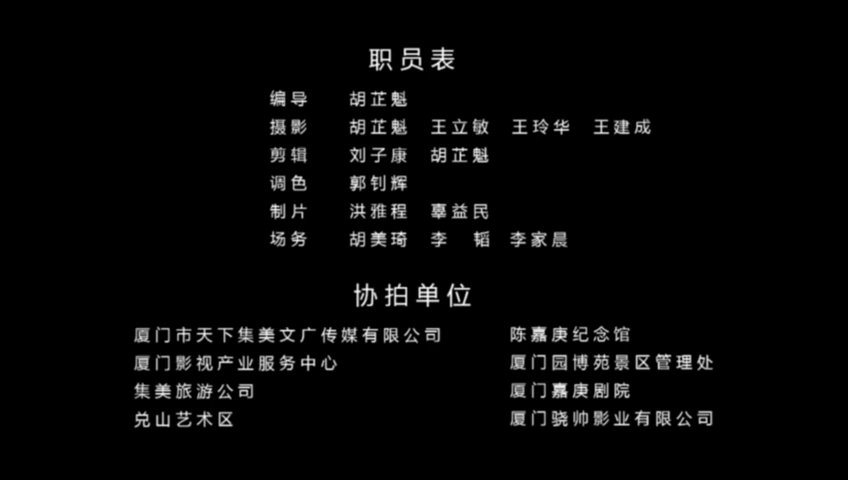 职员表
编导 胡芷魁
摄影 胡芷魁 王立敏 王玲华 王建成
剪辑 刘子康 胡芷魁
调色 郭钊辉
制片 洪雅程 辜益民
场务 胡美琦 李 韬 李家晨
协拍单位
厦门市天下集美文广传媒有限公司 陈嘉庚纪念馆
厦门影视产业服务中心 厦门园博苑景区管理处
集美旅游公司 厦门嘉庚剧院
兑山艺术区 厦门骁帅影业有限公司